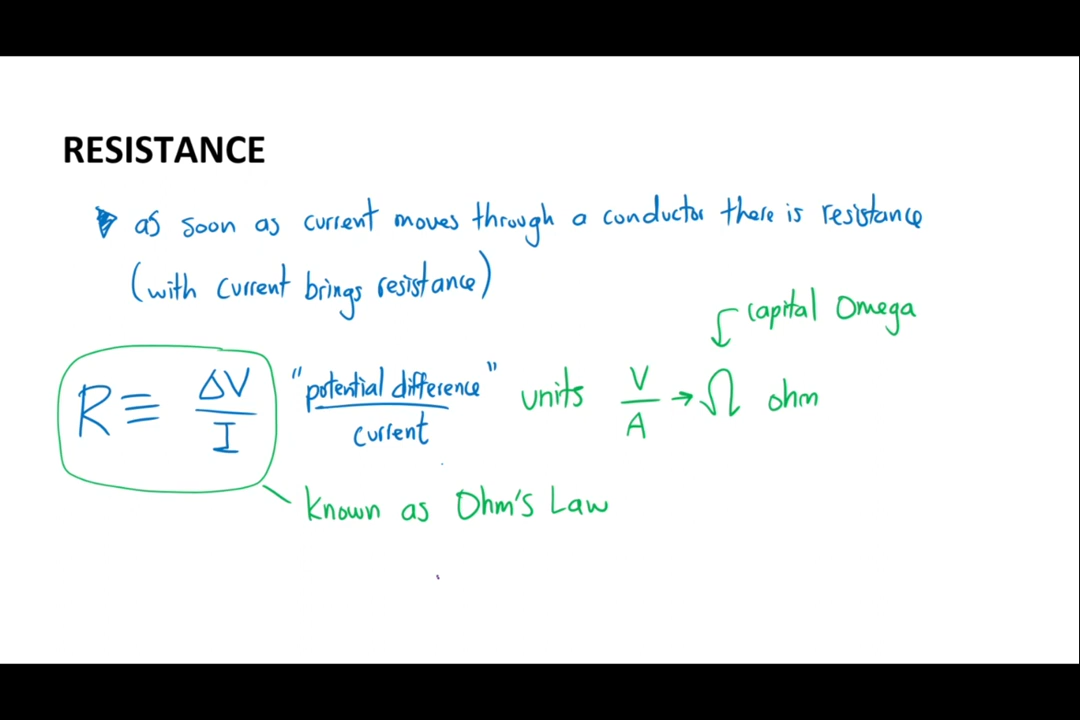 RESISTANCE
as soon as current moves through a conductor there is resistance
(with current brings resistance)
capital Omega
R ≡ ΔV / I "potential difference" / current units V / A → Ω ohm
known as Ohm's Law